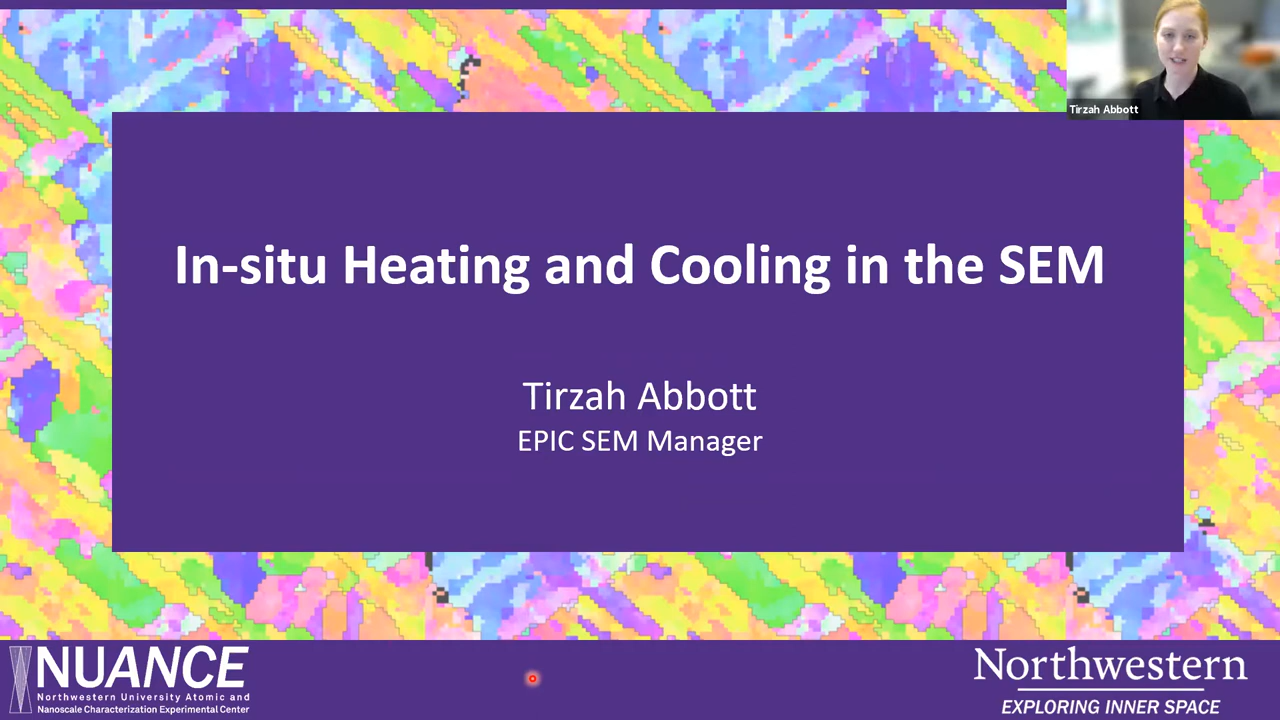 Tirzah Abbott
In-situ Heating and Cooling in the SEM
Tirzah Abbott
EPIC SEM Manager
NUANCE
Northwestern University Atomic and
Nanoscale Characterization Experimental Center
Northwestern
EXPLORING INNER SPACE